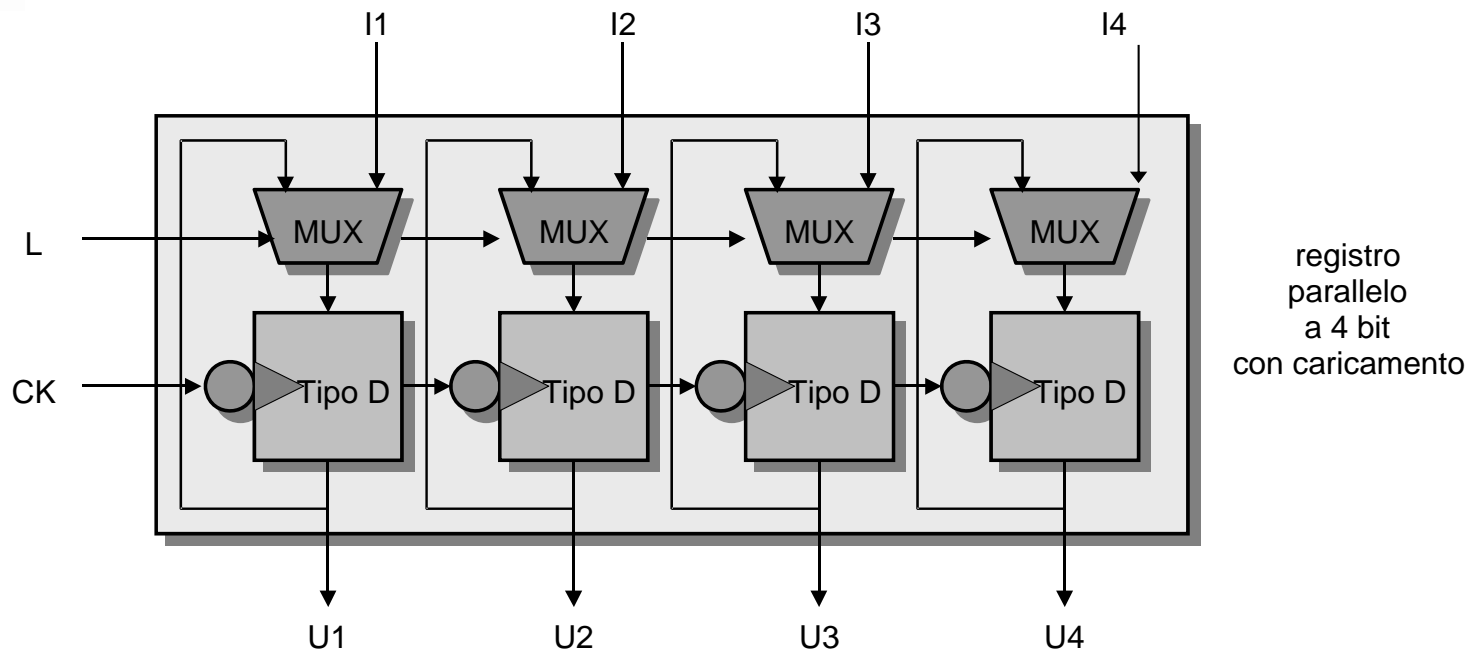 I1 I2 I3 I4
L MUX MUX MUX MUX
registro
parallelo
a 4 bit
con caricamento
CK Tipo D Tipo D Tipo D Tipo D
U1 U2 U3 U4